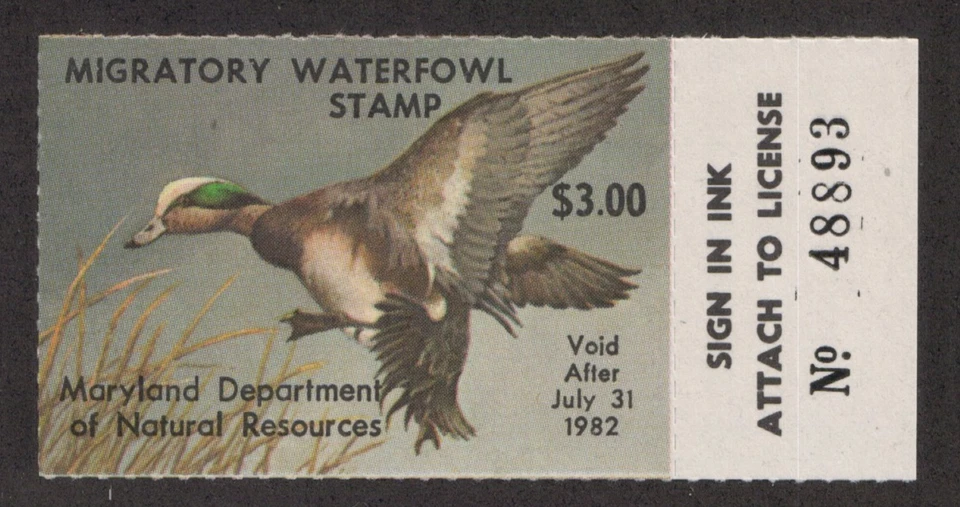 MIGRATORY WATERFOWL
STAMP
$3.00
Void
After
July 31
1982
Maryland Department
of Natural Resources
SIGN IN INK
ATTACH TO LICENSE
Nº 48893